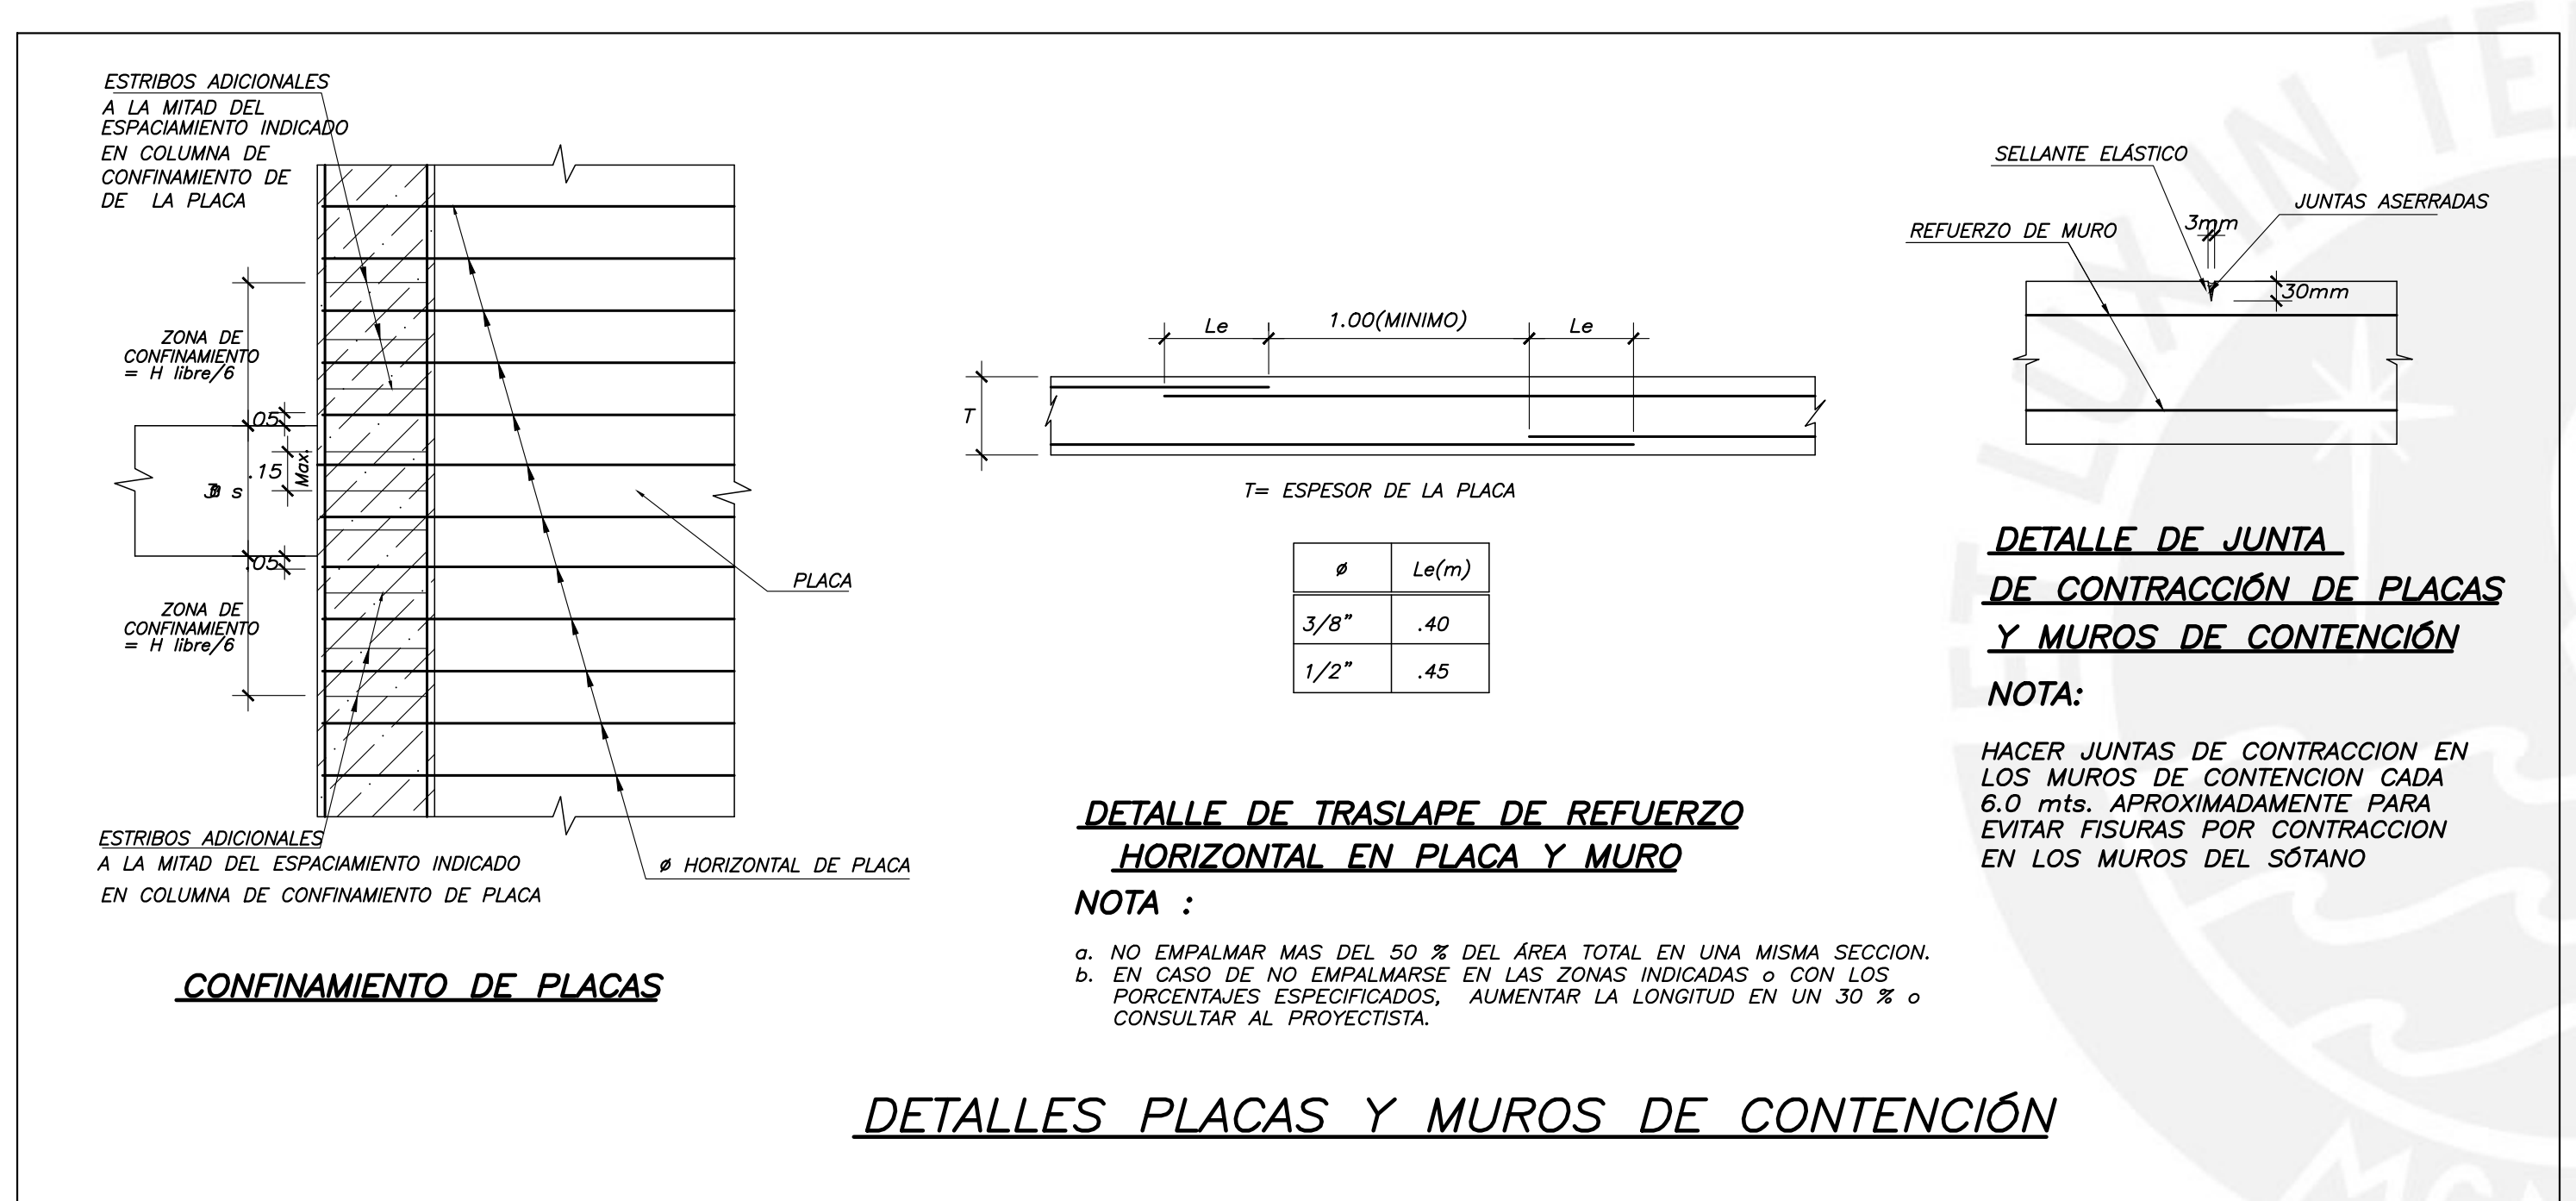 ESTRIBOS ADICIONALES
A LA MITAD DEL
ESPACIAMIENTO INDICADO
EN COLUMNA DE
CONFINAMIENTO DE
DE LA PLACA
ZONA DE
CONFINAMIENTO
= H libre/6
.05
.15
Max.
s
.05
ZONA DE
CONFINAMIENTO
= H libre/6
PLACA
ESTRIBOS ADICIONALES
A LA MITAD DEL ESPACIAMIENTO INDICADO
EN COLUMNA DE CONFINAMIENTO DE PLACA
ø HORIZONTAL DE PLACA
CONFINAMIENTO DE PLACAS
Le
1.00(MINIMO)
Le
T
T= ESPESOR DE LA PLACA
ø Le(m)
3/8" .40
1/2" .45
DETALLE DE TRASLAPE DE REFUERZO
HORIZONTAL EN PLACA Y MURO
NOTA :
a. NO EMPALMAR MAS DEL 50 % DEL ÁREA TOTAL EN UNA MISMA SECCION.
b. EN CASO DE NO EMPALMARSE EN LAS ZONAS INDICADAS o CON LOS
PORCENTAJES ESPECIFICADOS, AUMENTAR LA LONGITUD EN UN 30 % o
CONSULTAR AL PROYECTISTA.
SELLANTE ELÁSTICO
JUNTAS ASERRADAS
3mm
REFUERZO DE MURO
30mm
DETALLE DE JUNTA
DE CONTRACCIÓN DE PLACAS
Y MUROS DE CONTENCIÓN
NOTA:
HACER JUNTAS DE CONTRACCION EN
LOS MUROS DE CONTENCION CADA
6.0 mts. APROXIMADAMENTE PARA
EVITAR FISURAS POR CONTRACCION
EN LOS MUROS DEL SÓTANO
DETALLES PLACAS Y MUROS DE CONTENCIÓN
ET LUX IN TE